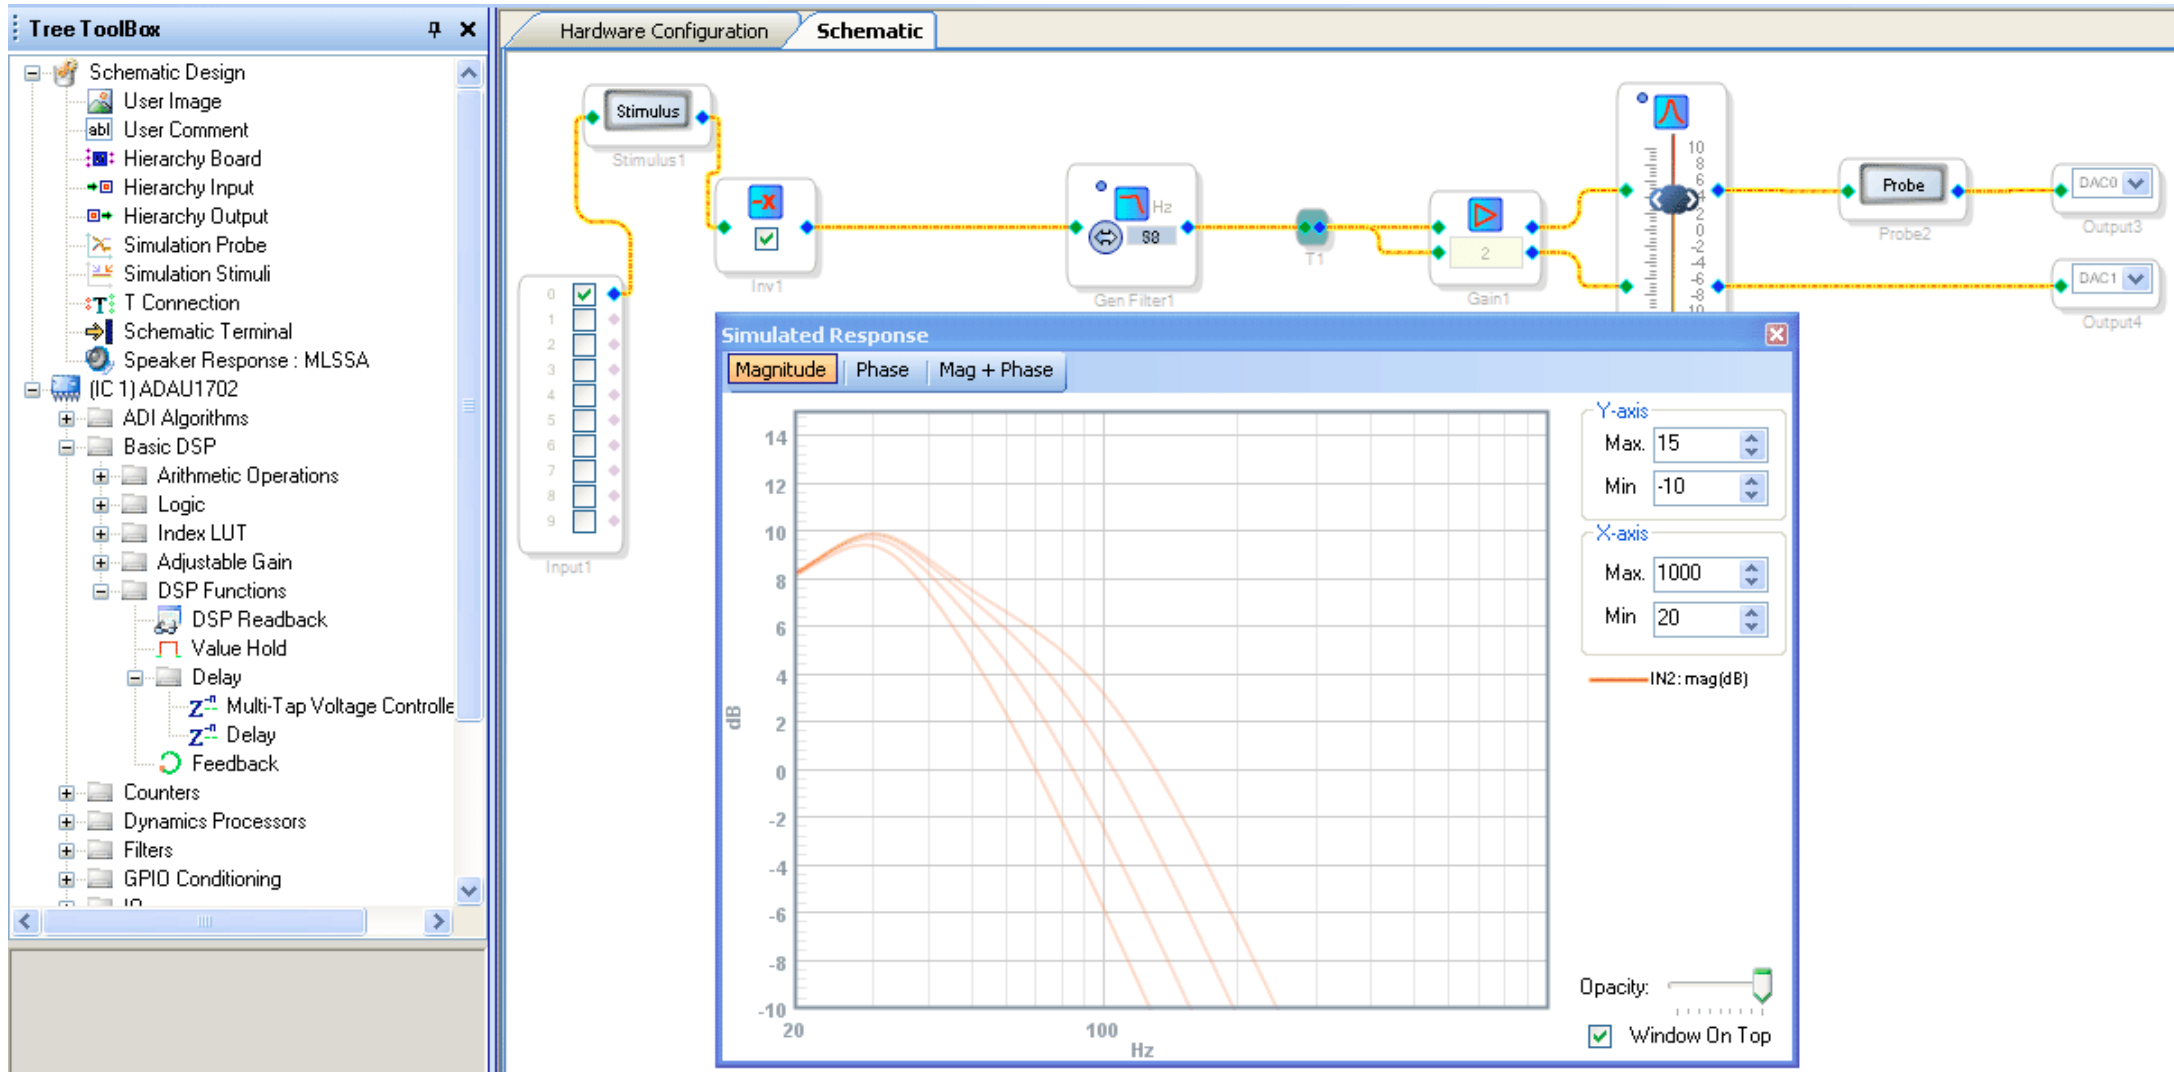 Tree ToolBox
Schematic Design
User Image
abl User Comment
Hierarchy Board
Hierarchy Input
Hierarchy Output
Simulation Probe
Simulation Stimuli
T T Connection
Schematic Terminal
Speaker Response : MLSSA
(IC 1) ADAU1702
ADI Algorithms
Basic DSP
Arithmetic Operations
Logic
Index LUT
Adjustable Gain
DSP Functions
DSP Readback
Value Hold
Delay
Z-n Multi-Tap Voltage Controlle
Z-n Delay
Feedback
Counters
Dynamics Processors
Filters
GPIO Conditioning
IO
Hardware Configuration
Schematic
Stimulus
Stimulus1
-X
Inv1
0
1
2
3
4
5
6
7
8
9
Input1
Hz
S8
Gen Filter1
T1
2
Gain1
10
8
6
4
2
0
-2
-4
-6
-8
10
Probe
Probe2
DAC0
Output3
DAC1
Output4
Simulated Response
Magnitude Phase Mag + Phase
14
12
10
8
6
4
2
0
-2
-4
-6
-8
-10
dB
20 100
Hz
Y-axis
Max. 15
Min -10
X-axis
Max. 1000
Min 20
IN2: mag(dB)
Opacity:
Window On Top